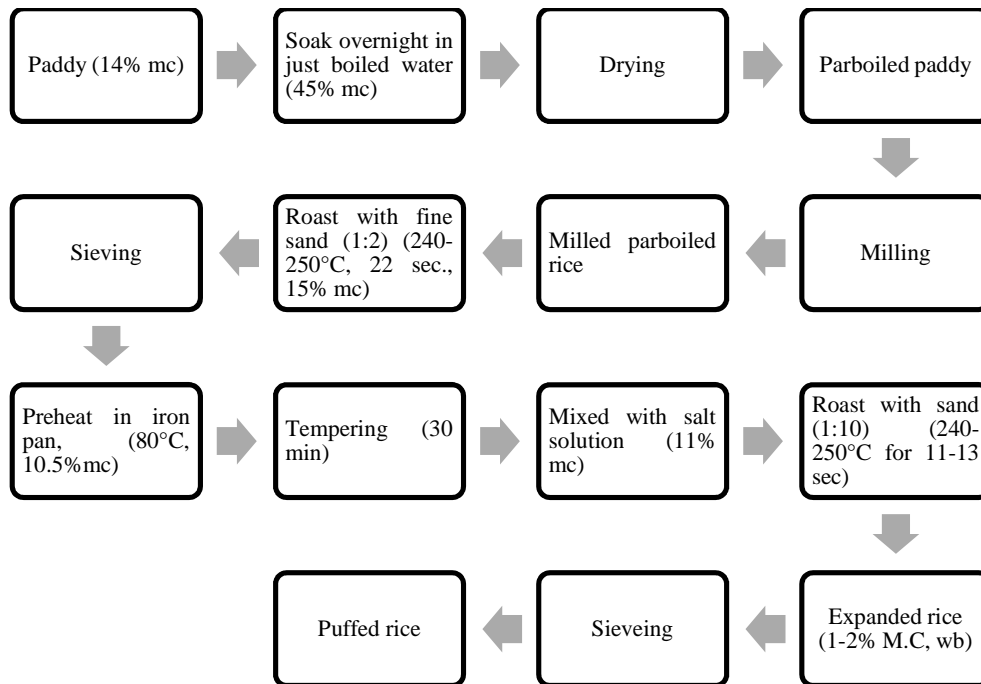 Paddy (14% mc)
Soak overnight in
just boiled water
(45% mc)
Drying
Parboiled paddy
Milling
Milled parboiled
rice
Roast with fine
sand (1:2) (240-
250°C, 22 sec.,
15% mc)
Sieving
Preheat in iron
pan, (80°C,
10.5%mc)
Tempering (30
min)
Mixed with salt
solution (11%
mc)
Roast with sand
(1:10) (240-
250°C for 11-13
sec)
Expanded rice
(1-2% M.C, wb)
Sieveing
Puffed rice